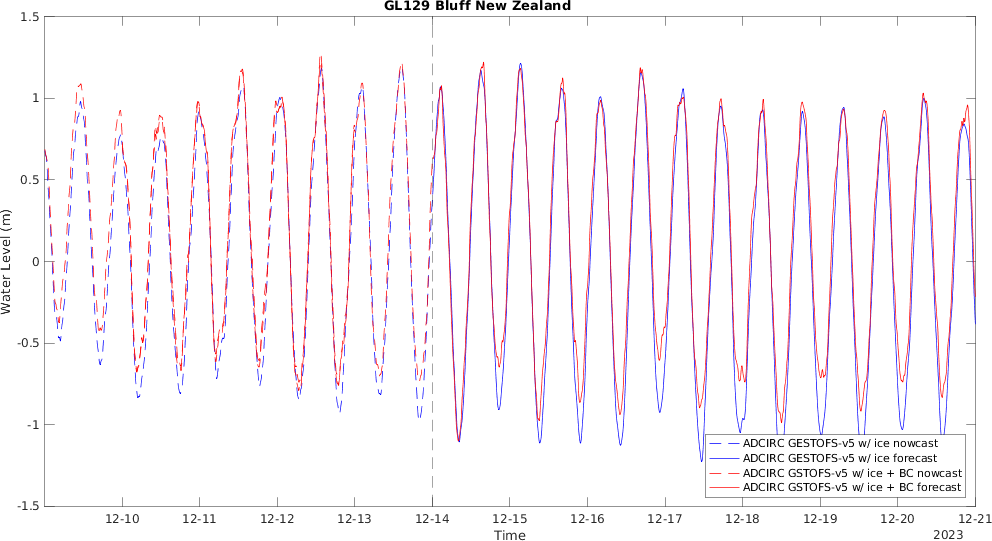 GL129 Bluff New Zealand
Water Level (m)
1.5
1
0.5
0
-0.5
-1
-1.5
ADCIRC GESTOFS-v5 w/ ice nowcast
ADCIRC GESTOFS-v5 w/ ice forecast
ADCIRC GSTOFS-v5 w/ ice + BC nowcast
ADCIRC GSTOFS-v5 w/ ice + BC forecast
12-10 12-11 12-12 12-13 12-14 12-15 12-16 12-17 12-18 12-19 12-20 12-21
Time
2023